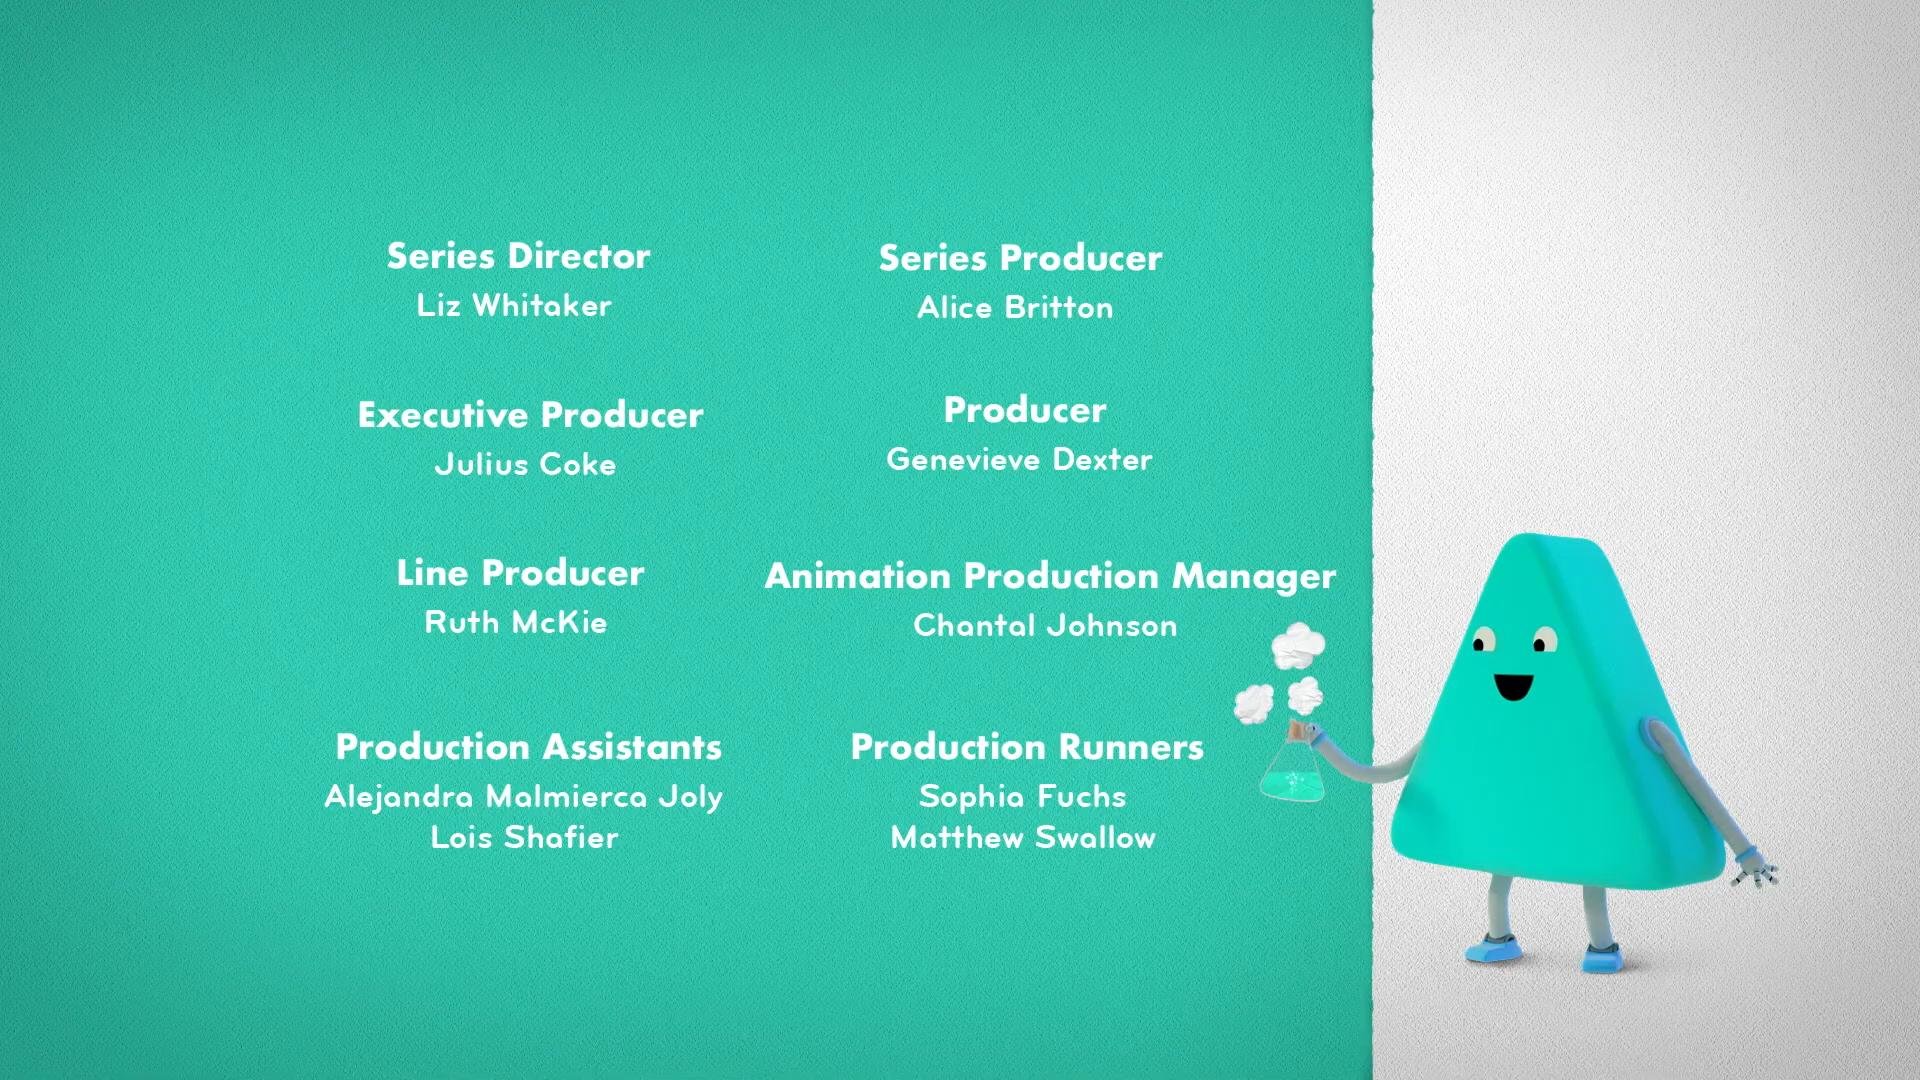 Series Director
Liz Whitaker
Series Producer
Alice Britton
Executive Producer
Julius Coke
Producer
Genevieve Dexter
Line Producer
Ruth McKie
Animation Production Manager
Chantal Johnson
Production Assistants
Alejandra Malmierca Joly
Lois Shafier
Production Runners
Sophia Fuchs
Matthew Swallow